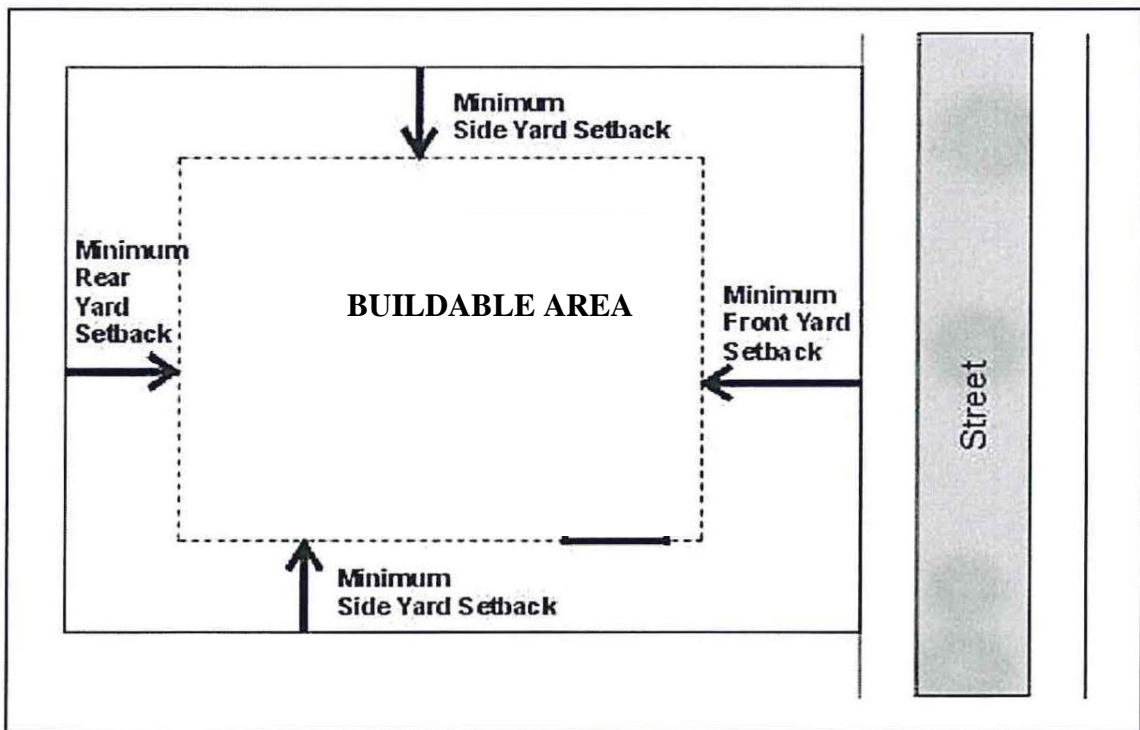 Minimum
Side Yard Setback
Minimum
Rear
Yard
Setback
BUILDABLE AREA
Minimum
Front Yard
Setback
Street
Minimum
Side Yard Setback